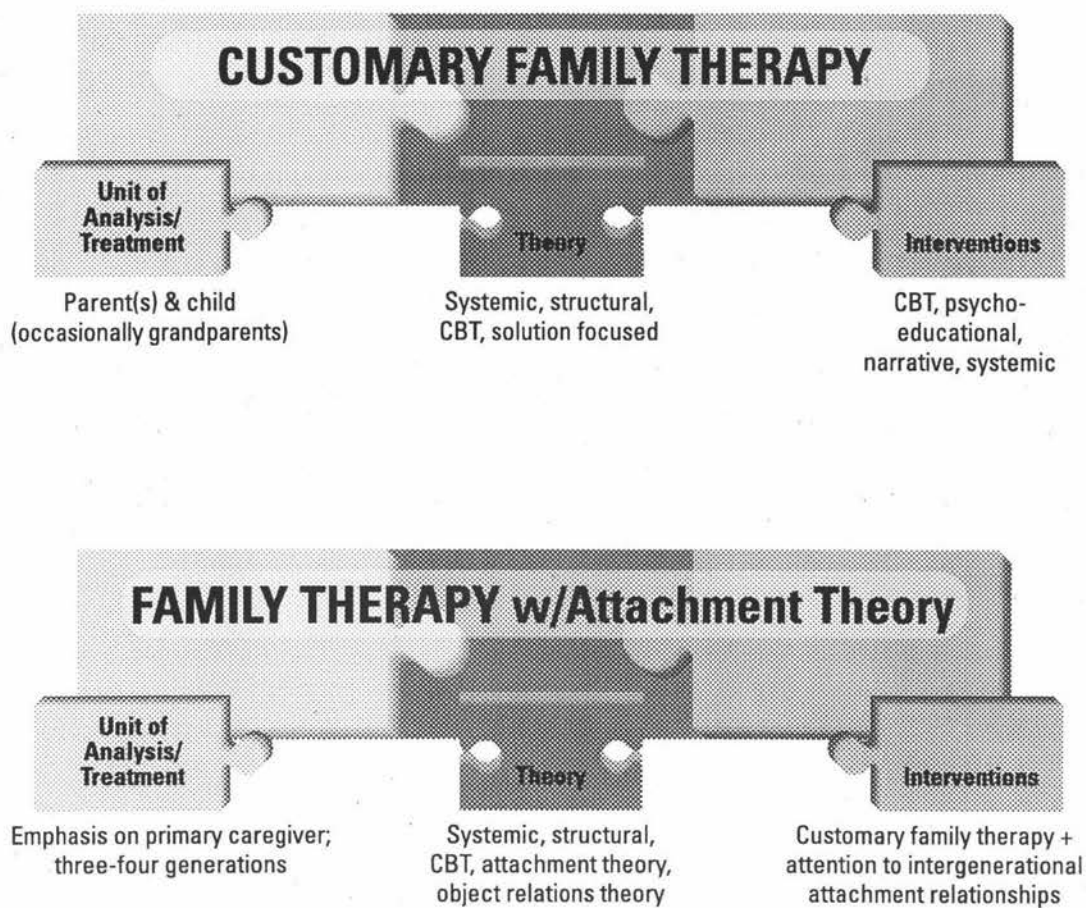 CUSTOMARY FAMILY THERAPY
Unit of
Analysis/
Treatment
Parent(s) & child
(occasionally grandparents)
Theory
Systemic, structural,
CBT, solution focused
Interventions
CBT, psycho-
educational,
narrative, systemic
FAMILY THERAPY w/Attachment Theory
Unit of
Analysis/
Treatment
Emphasis on primary caregiver;
three-four generations
Theory
Systemic, structural,
CBT, attachment theory,
object relations theory
Interventions
Customary family therapy +
attention to intergenerational
attachment relationships